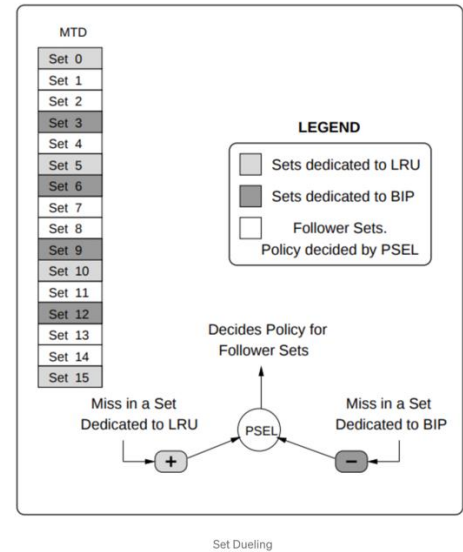 MTD
Set 0
Set 1
Set 2
Set 3
Set 4
Set 5
Set 6
Set 7
Set 8
Set 9
Set 10
Set 11
Set 12
Set 13
Set 14
Set 15
LEGEND
Sets dedicated to LRU
Sets dedicated to BIP
Follower Sets.
Policy decided by PSEL
Decides Policy for
Follower Sets
Miss in a Set
Dedicated to LRU
+
PSEL
Miss in a Set
Dedicated to BIP
−
Set Dueling